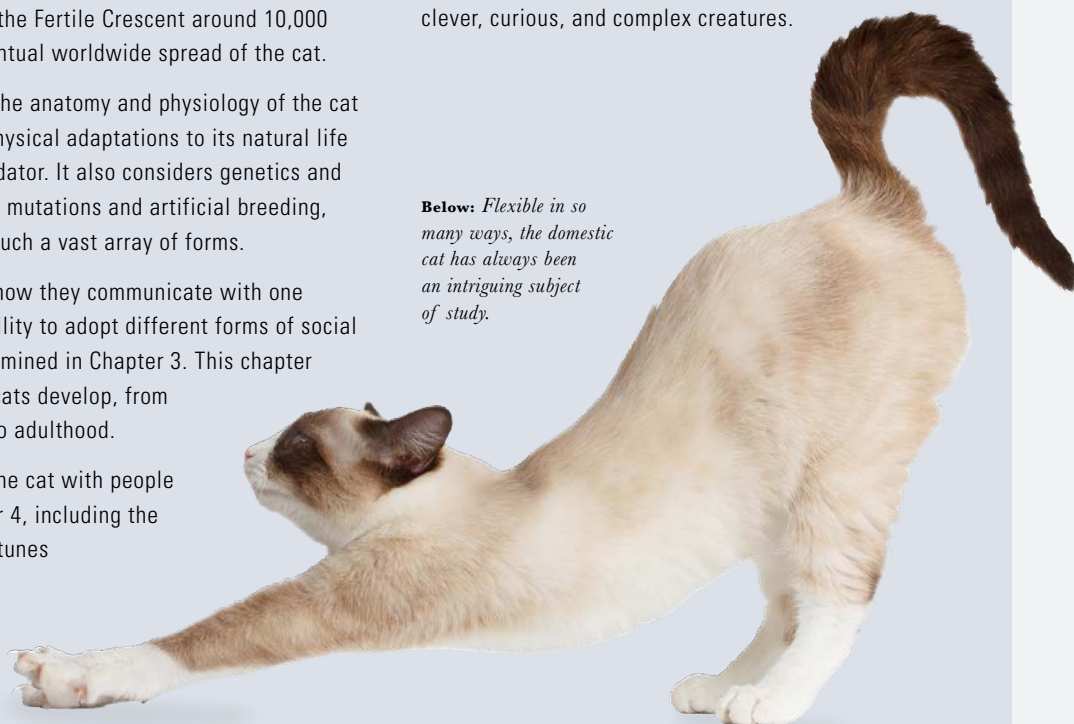 the Fertile Crescent around 10,000
ntual worldwide spread of the cat.
he anatomy and physiology of the cat
hysical adaptations to its natural life
dator. It also considers genetics and
mutations and artificial breeding,
uch a vast array of forms.
how they communicate with one
ility to adopt different forms of social
mined in Chapter 3. This chapter
cats develop, from
o adulthood.
he cat with people
r 4, including the
tunes
clever, curious, and complex creatures.
Below: Flexible in so
many ways, the domestic
cat has always been
an intriguing subject
of study.